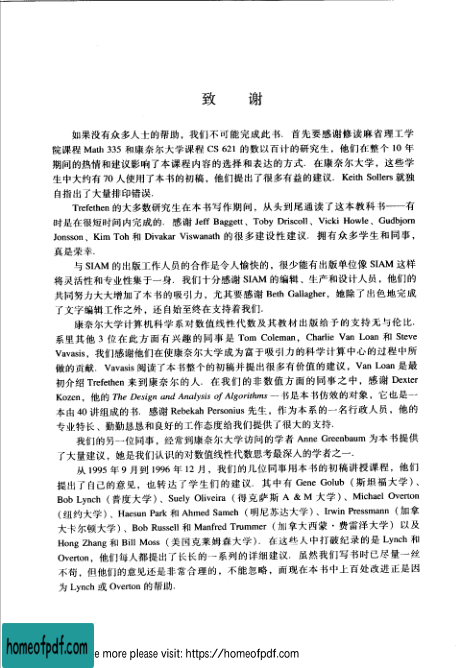 致 谢
如果没有众多人士的帮助，我们不可能完成此书. 首先要感谢修读麻省理工学
院课程 Math 335 和康奈尔大学课程 CS 621 的数以百计的研究生，他们在整个 10 年
期间的热情和建议影响了本课程内容的选择和表达的方式. 在康奈尔大学，这些学
生中大约有 70 人使用了本书的初稿，他们提出了很多有益的建议. Keith Sollers 就独
自指出了大量排印错误.
Trefethen 的大多数研究生在本书写作期间，从头到尾通读了这本教科书——有
时是在很短时间内完成的. 感谢 Jeff Baggett、Toby Driscoll、Vicki Howle、Gudbjorn
Jonsson、Kim Toh 和 Divakar Viswanath 的很多建设性建议. 拥有众多学生和同事，
真是荣幸.
与 SIAM 的出版工作人员的合作是令人愉快的，很少能有出版单位像 SIAM 这样
将灵活性和专业性集于一身. 我们十分感谢 SIAM 的编辑、生产和设计人员，他们的
共同努力大大增加了本书的吸引力，尤其要感谢 Beth Gallagher，她除了出色地完成
了文字编辑工作之外，还自始至终在支持着我们.
康奈尔大学计算机科学系对数值线性代数及其教材出版给予的支持无与伦比.
系里其他 3 位在此方面有兴趣的同事是 Tom Coleman、Charlie Van Loan 和 Steve
Vavasis，我们感谢他们在使康奈尔大学成为富于吸引力的科学计算中心的过程中所
做的贡献. Vavasis 阅读了本书整个的初稿并提出很多有价值的建议，Van Loan 是最
初介绍 Trefethen 来到康奈尔的人. 在我们的非数值方面的同事之中，感谢 Dexter
Kozen，他的 The Design and Analysis of Algorithms 一书是本书仿效的对象，它也是一
本由 40 讲组成的书. 感谢 Rebekah Personius 先生，作为本系的一名行政人员，他的
专业特长、勤勤恳恳和良好的工作态度给我们提供了很大的支持.
我们的另一位同事，经常到康奈尔大学访问的学者 Anne Greenbaum 为本书提供
了大量建议，她是我们认识的对数值线性代数思考最深人的学者之一.
从 1995 年 9 月到 1996 年 12 月，我们的几位同事用本书的初稿讲授课程，他们
提出了自己的意见，也转达了学生们的建议. 其中有 Gene Golub（斯坦福大学）、
Bob Lynch（普度大学）、Suely Oliveira（得克萨斯 A & M 大学）、Michael Overton
（纽约大学）、Haesun Park 和 Ahmed Sameh（明尼苏达大学）、Irwin Pressmann（加拿
大卡尔顿大学）、Bob Russell 和 Manfred Trummer（加拿大西蒙·费雷泽大学）以及
Hong Zhang 和 Bill Moss（美国克莱姆森大学）. 在这些人中打破纪录的是 Lynch 和
Overton，他们每人都提出了长长的一系列的详细建议. 虽然我们写书时已尽量一丝
不苟，但他们的意见还是非常合理的，不能忽略，而现在本书中上百处改进正是因
为 Lynch 或 Overton 的帮助.
homeofpdf.com
e more please visit: https://homeofpdf.com